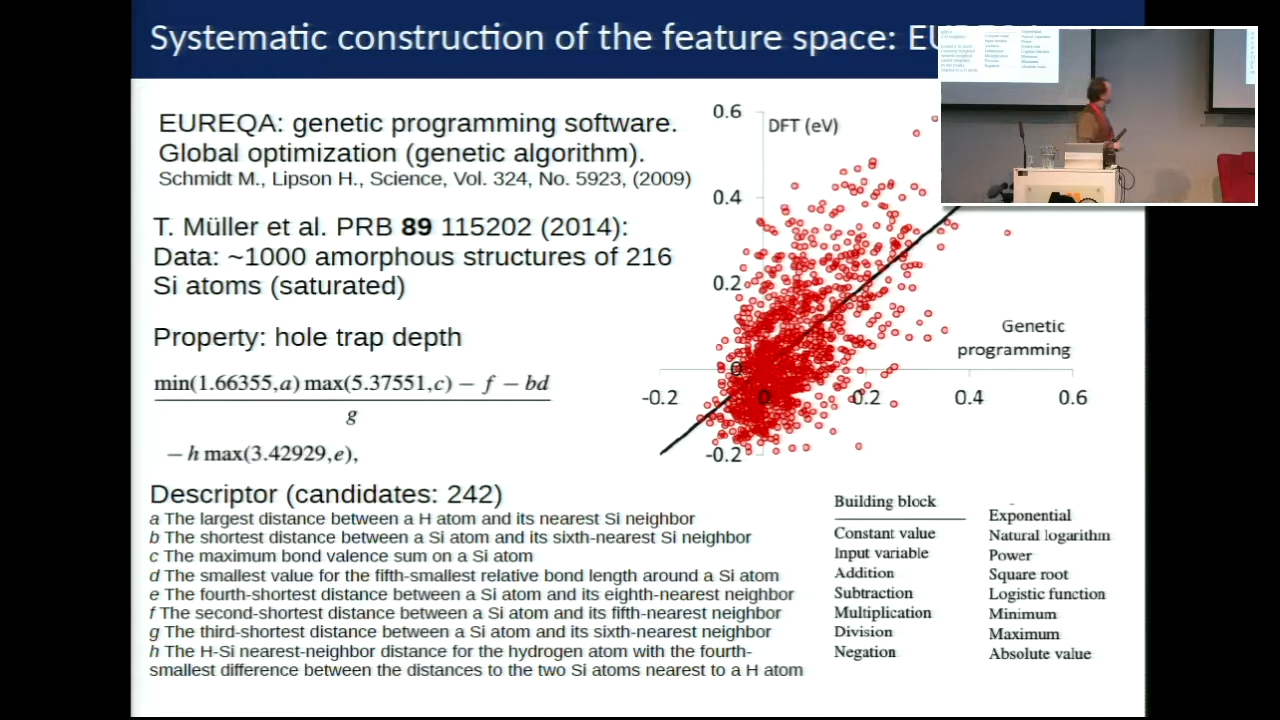 Systematic construction of the feature space:
EUREQA: genetic programming software.
Global optimization (genetic algorithm).
Schmidt M., Lipson H., Science, Vol. 324, No. 5923, (2009)
T. Müller et al. PRB 89 115202 (2014):
Data: ~1000 amorphous structures of 216
Si atoms (saturated)
Property: hole trap depth
min(1.66355,a) max(5.37551,c) − f − bd
g
− h max(3.42929,e),
0.6
DFT (eV)
0.4
0.2
Genetic
programming
0
-0.2
0
0.2
0.4
0.6
-0.2
Descriptor (candidates: 242)
a The largest distance between a H atom and its nearest Si neighbor
b The shortest distance between a Si atom and its sixth-nearest Si neighbor
c The maximum bond valence sum on a Si atom
d The smallest value for the fifth-smallest relative bond length around a Si atom
e The fourth-shortest distance between a Si atom and its eighth-nearest neighbor
f The second-shortest distance between a Si atom and its fifth-nearest neighbor
g The third-shortest distance between a Si atom and its sixth-nearest neighbor
h The H-Si nearest-neighbor distance for the hydrogen atom with the fourth-
smallest difference between the distances to the two Si atoms nearest to a H atom
Building block
Constant value
Input variable
Addition
Subtraction
Multiplication
Division
Negation
Exponential
Natural logarithm
Power
Square root
Logistic function
Minimum
Maximum
Absolute value